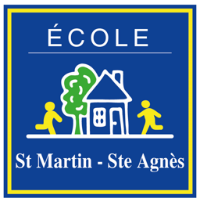 ÉCOLE
St Martin - Ste Agnès